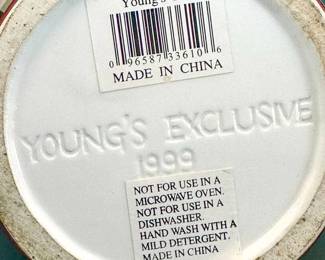 Young's
0 96587 33610 6
MADE IN CHINA
YOUNG'S EXCLUSIVE
1999
NOT FOR USE IN A
MICROWAVE OVEN.
NOT FOR USE IN A
DISHWASHER.
HAND WASH WITH A
MILD DETERGENT.
MADE IN CHINA